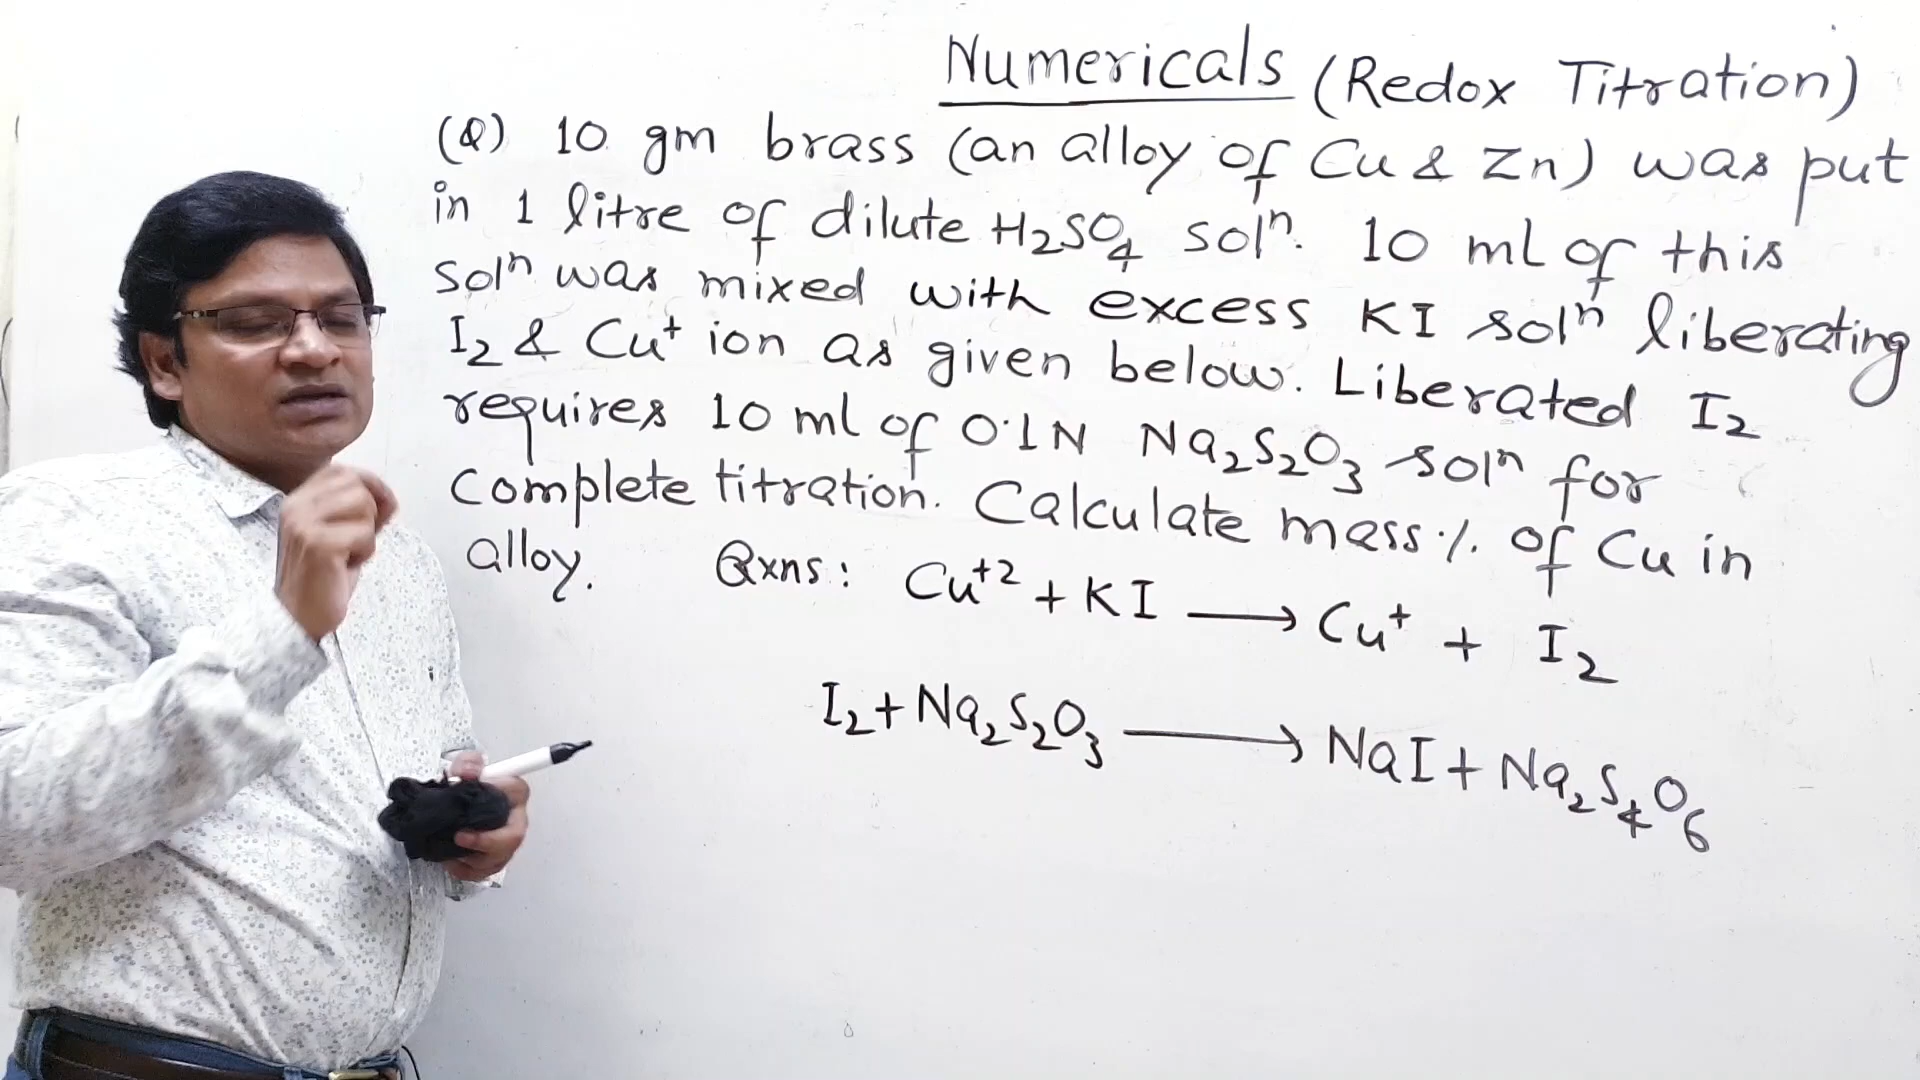 Numericals (Redox Titration)
(Q) 10 gm brass (an alloy of Cu & Zn) was put
in 1 litre of dilute H₂SO₄ solⁿ. 10 ml of this
solⁿ was mixed with excess KI solⁿ liberating
I₂ & Cu⁺ ion as given below. Liberated I₂
requires 10 ml of 0.1N Na₂S₂O₃ solⁿ for
complete titration. Calculate mass % of Cu in
alloy. Rxns: Cu⁺² + KI ⟶ Cu⁺ + I₂
I₂ + Na₂S₂O₃ ⟶ NaI + Na₂S₄O₆